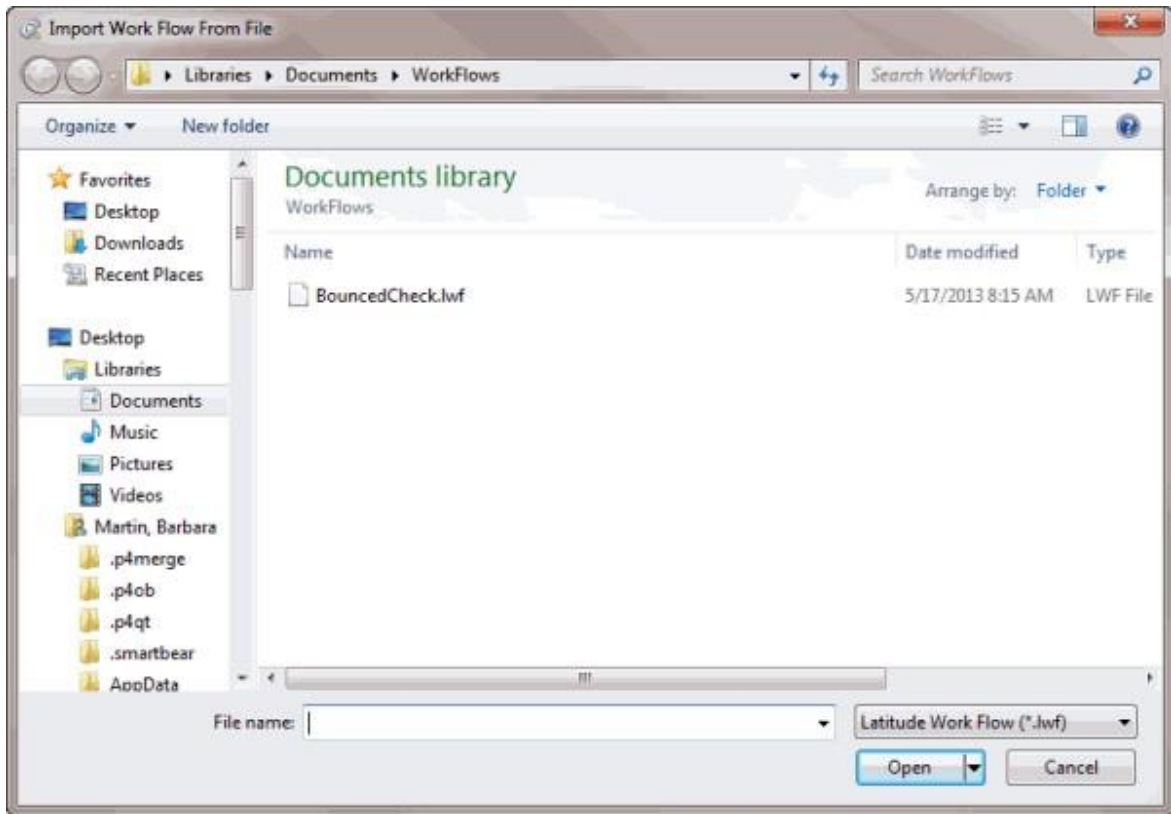 Import Work Flow From File
Libraries ▸ Documents ▸ WorkFlows
Search WorkFlows
Organize
New folder
Favorites
Desktop
Downloads
Recent Places
Desktop
Libraries
Documents
Music
Pictures
Videos
Martin, Barbara
.p4merge
.p4ob
.p4qt
.smartbear
AppData
Documents library
WorkFlows
Arrange by: Folder
Name Date modified Type
BouncedCheck.lwf 5/17/2013 8:15 AM LWF File
File name:
Latitude Work Flow (*.lwf)
Open
Cancel